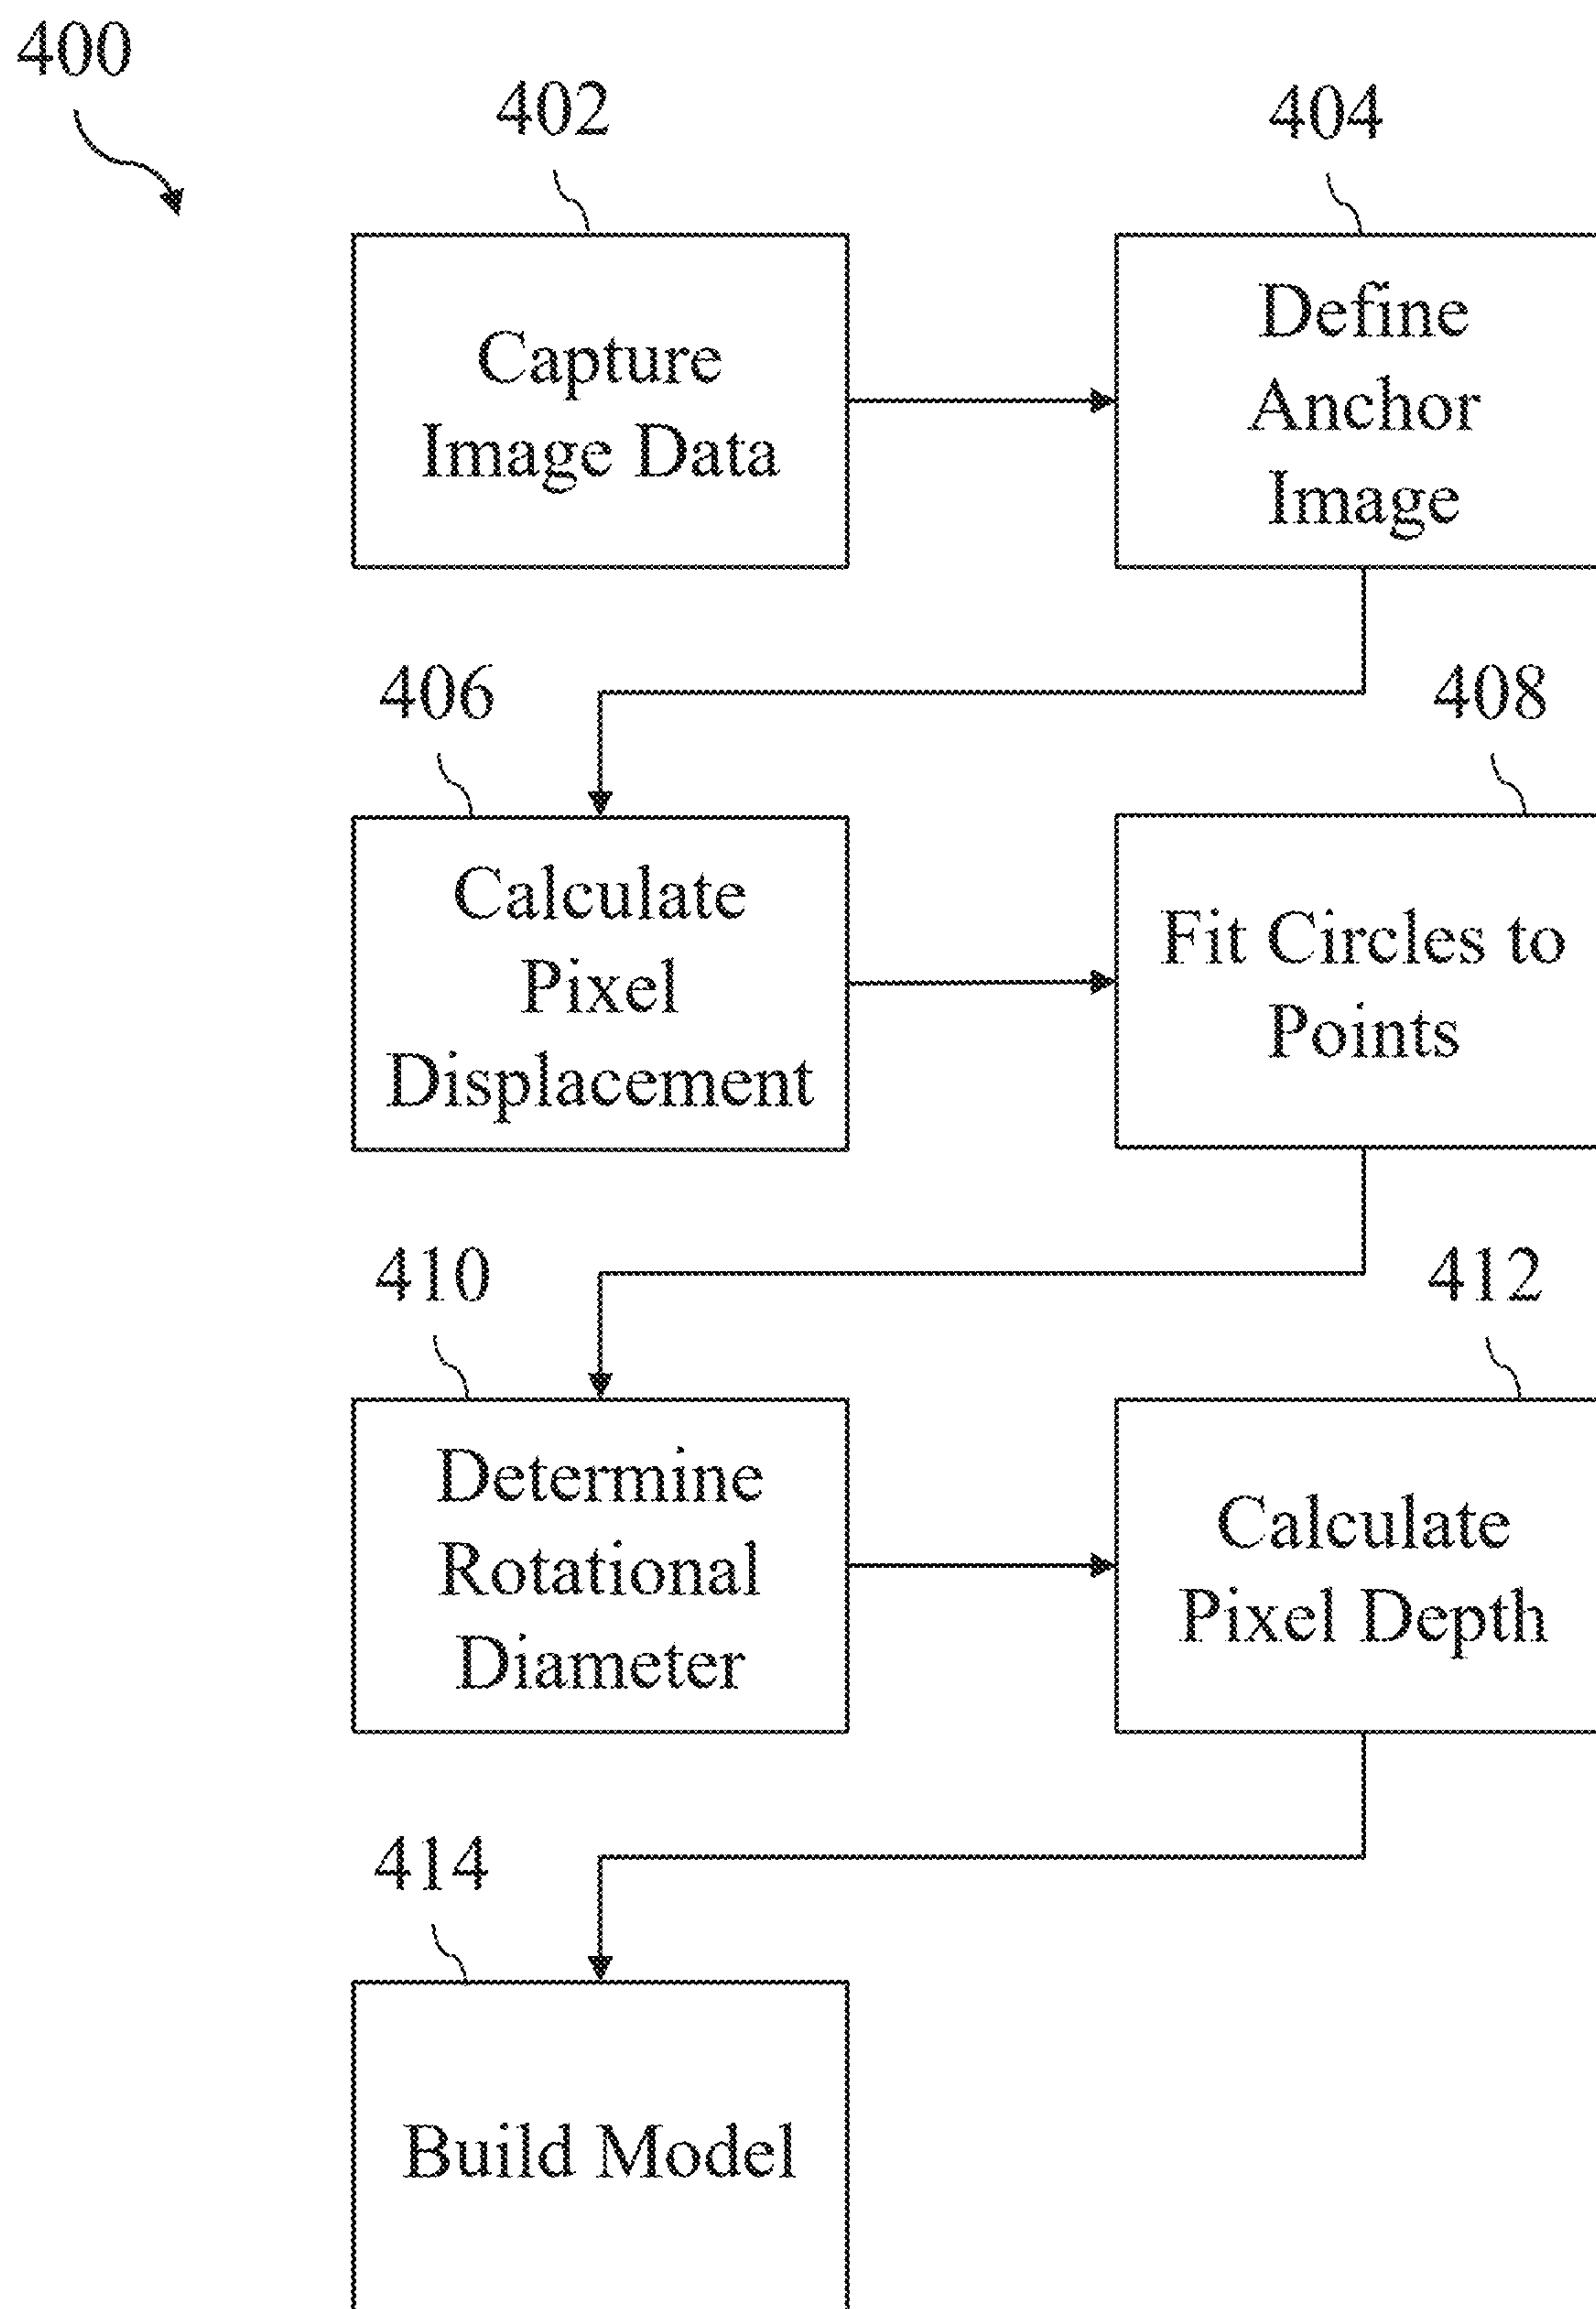 400
402
404
Capture
Image Data
Define
Anchor
Image
406
408
Calculate
Pixel
Displacement
Fit Circles to
Points
410
412
Determine
Rotational
Diameter
Calculate
Pixel Depth
414
Build Model